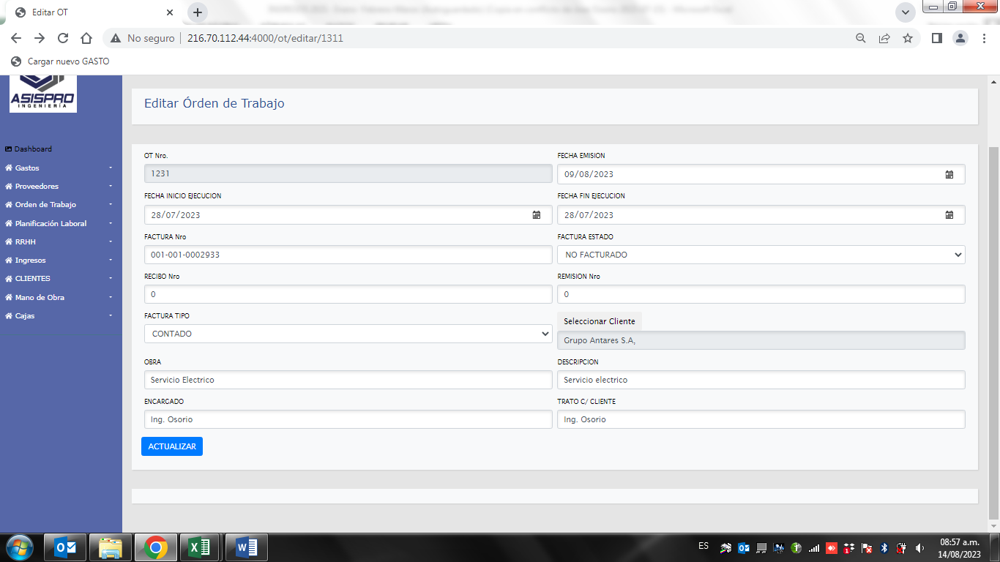 Editar OT
No seguro
216.70.112.44:4000/ot/editar/1311
Cargar nuevo GASTO
ASISPRO
INGENIERÍA
Dashboard
Gastos
Proveedores
Orden de Trabajo
Planificación Laboral
RRHH
Ingresos
CLIENTES
Mano de Obra
Cajas
Editar Órden de Trabajo
OT Nro.
FECHA EMISION
1231
09/08/2023
FECHA INICIO EJECUCION
FECHA FIN EJECUCION
28/07/2023
28/07/2023
FACTURA Nro
FACTURA ESTADO
001-001-0002933
NO FACTURADO
RECIBO Nro
REMISION Nro
0
0
FACTURA TIPO
Seleccionar Cliente
CONTADO
Grupo Antares S.A,
OBRA
DESCRIPCION
Servicio Electrico
Servicio electrico
ENCARGADO
TRATO C/ CLIENTE
Ing. Osorio
Ing. Osorio
ACTUALIZAR
ES
08:57 a.m.
14/08/2023